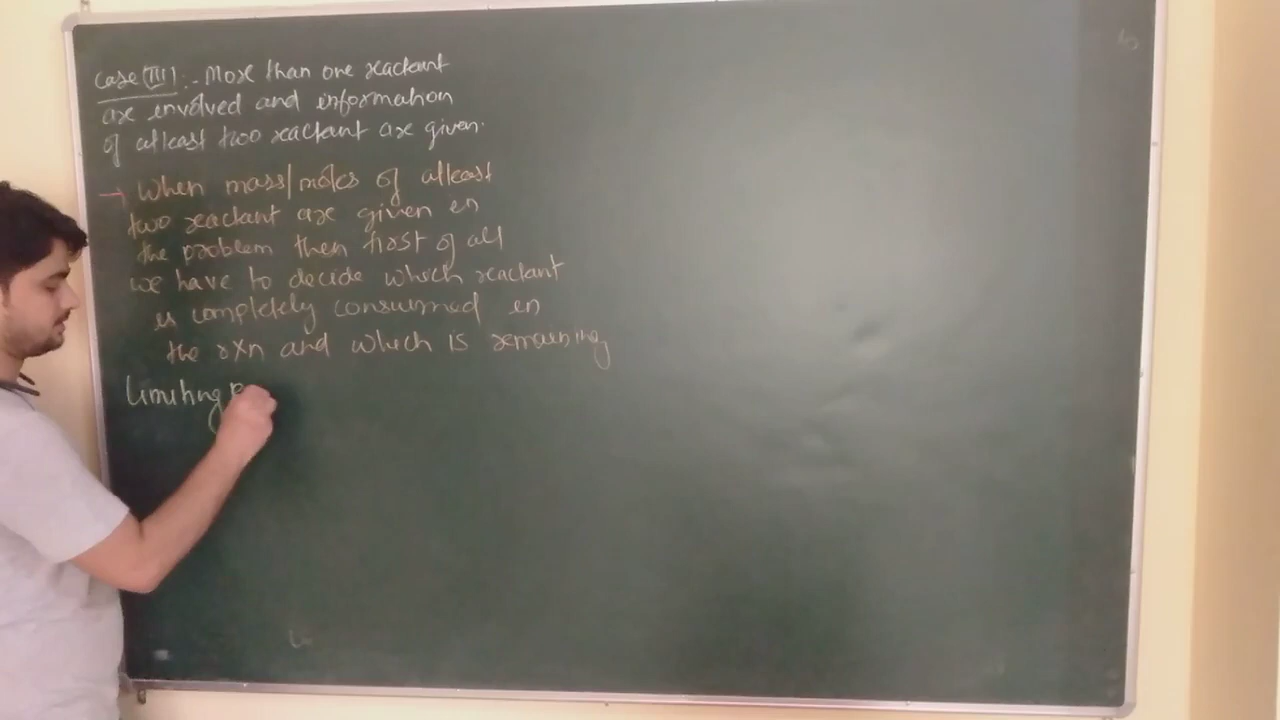 Case (III) :- More than one reactant
are involved and information
of atleast two reactant are given.
→ When mass/moles of atleast
two reactant are given in
the problem then first of all
we have to decide which reactant
is completely consumed in
the rxn and which is remaining
limiting R